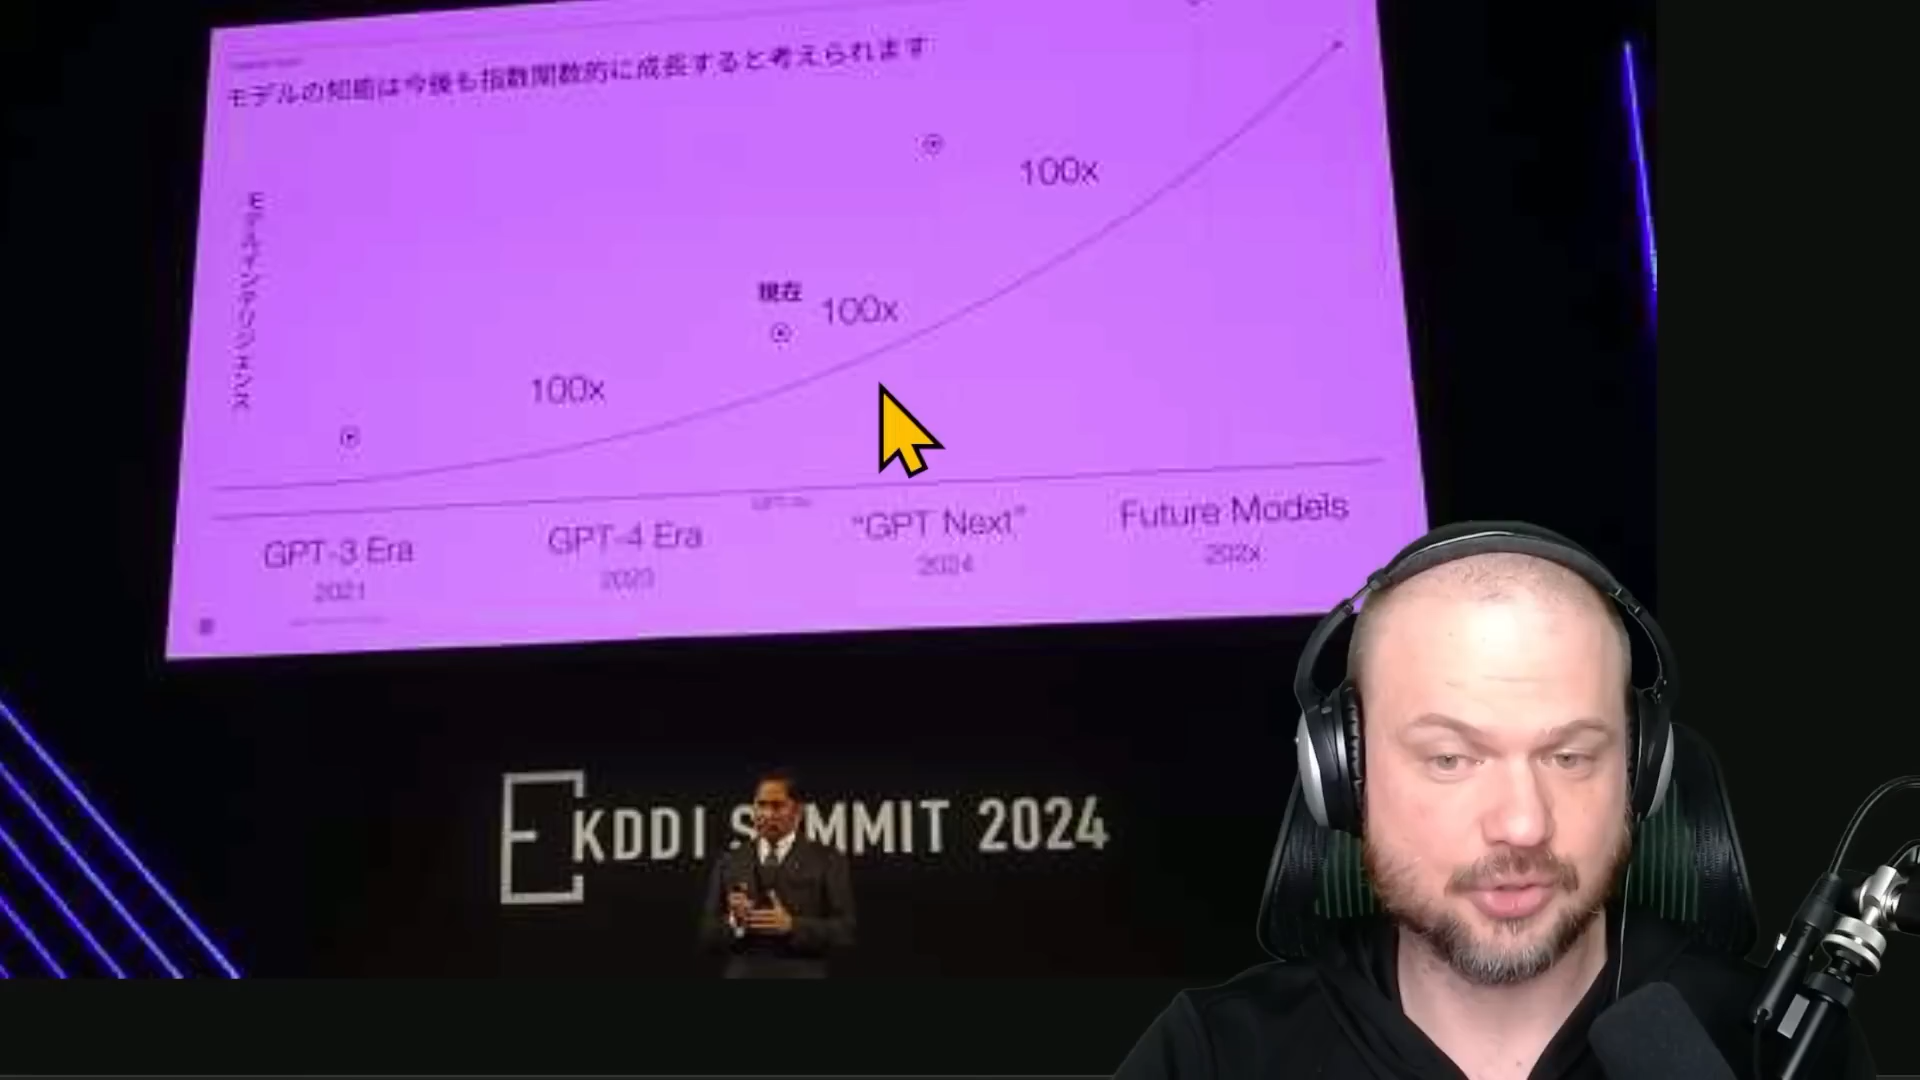 モデルの知能は今後も指数関数的に成長すると考えられます
100x
現在
100x
100x
GPT-3 Era
2021
GPT-4 Era
2023
"GPT Next"
2024
Future Models
202x
KDDI SUMMIT 2024